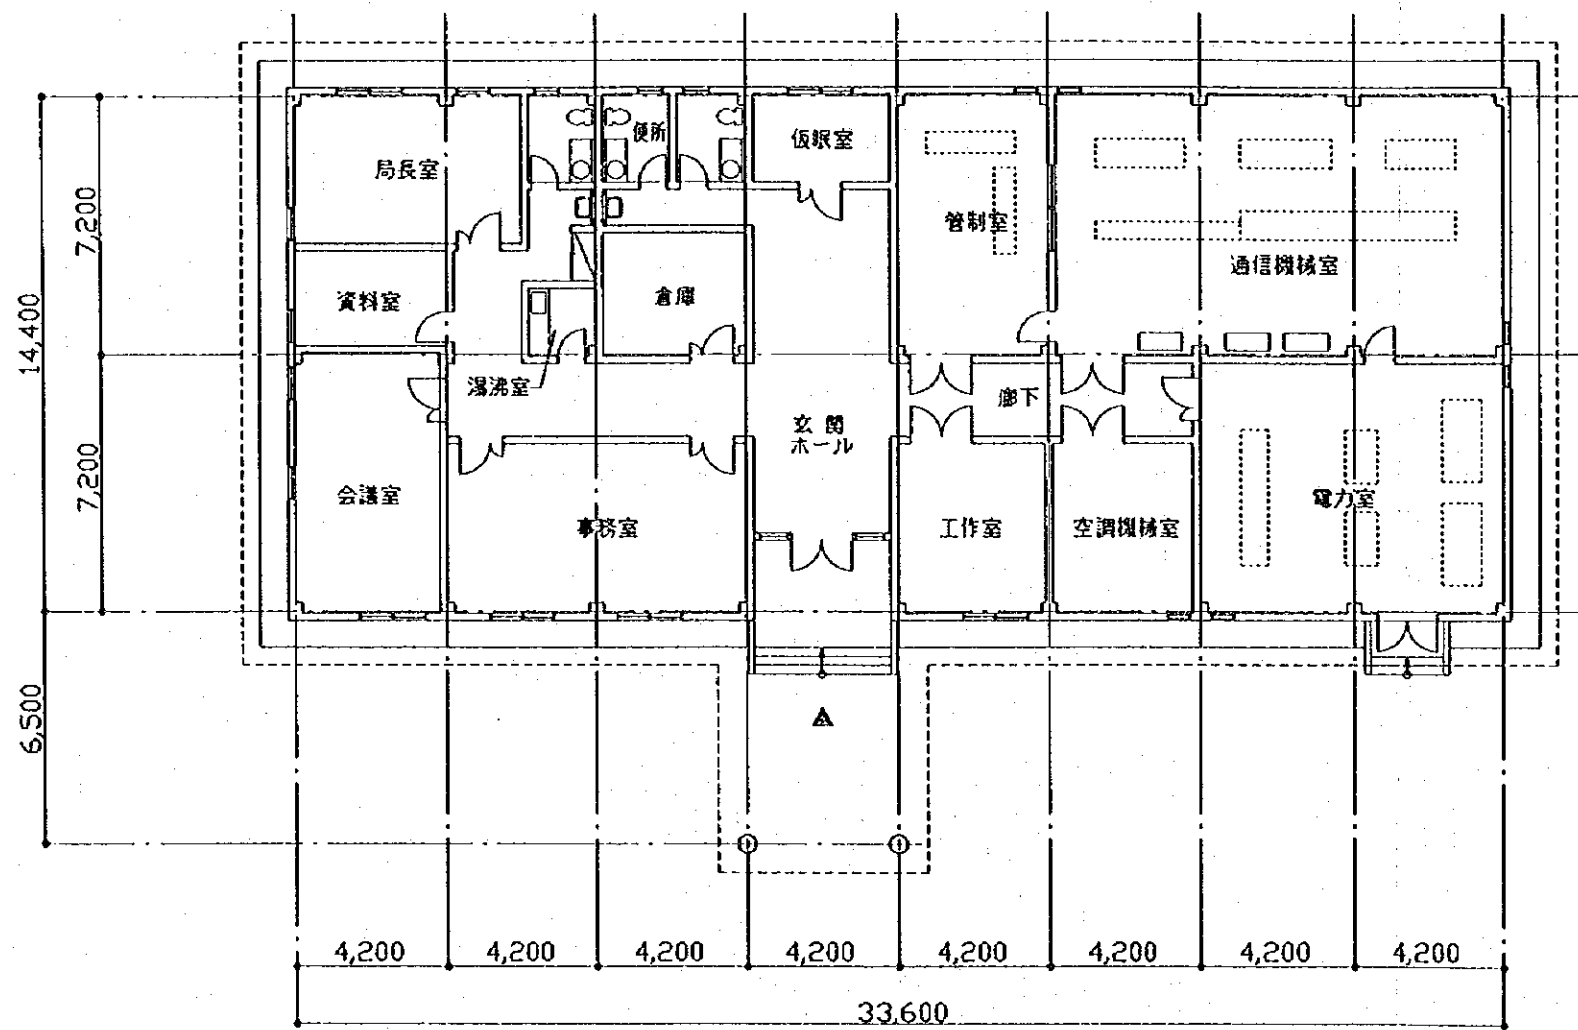 便所
仮眠室
局長室
管制室
通信機械室
資料室
倉庫
湯沸室
廊下
玄関
ホール
会議室
事務室
工作室
空調機械室
電力室
7,200
14,400
7,200
6,500
4,200
4,200
4,200
4,200
4,200
4,200
4,200
4,200
33,600